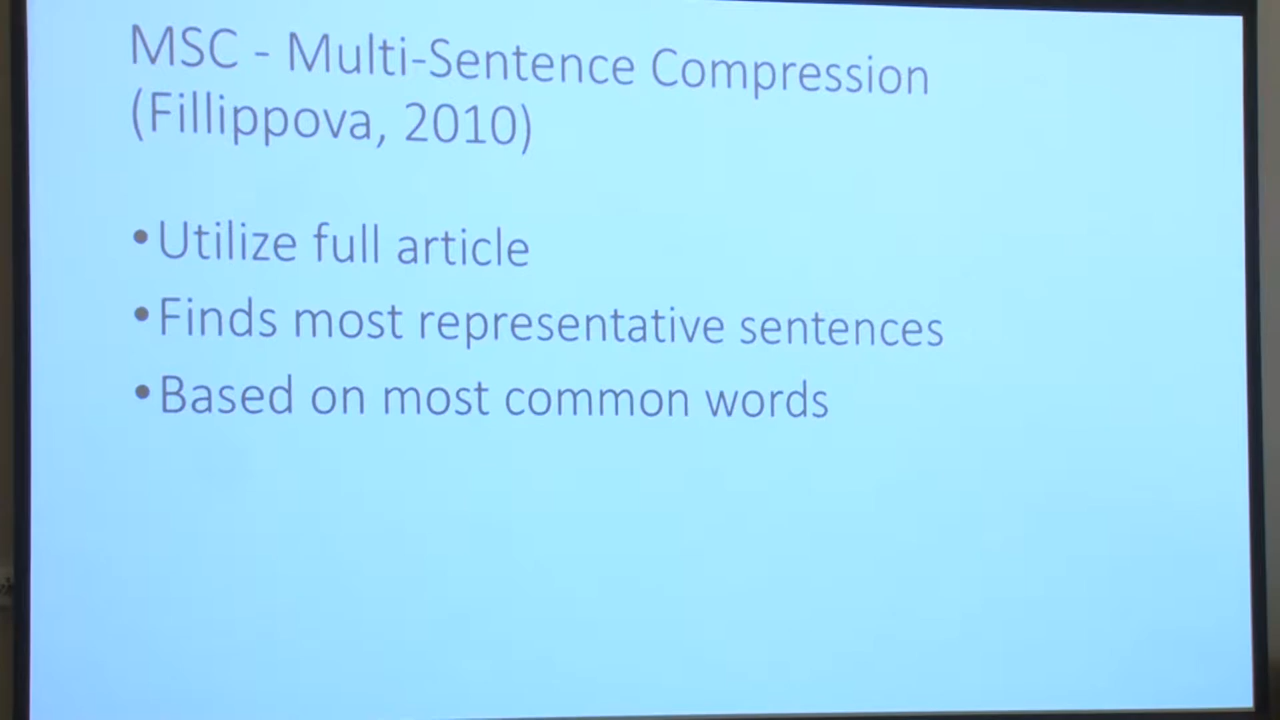 MSC - Multi-Sentence Compression
(Fillippova, 2010)
•Utilize full article
•Finds most representative sentences
•Based on most common words